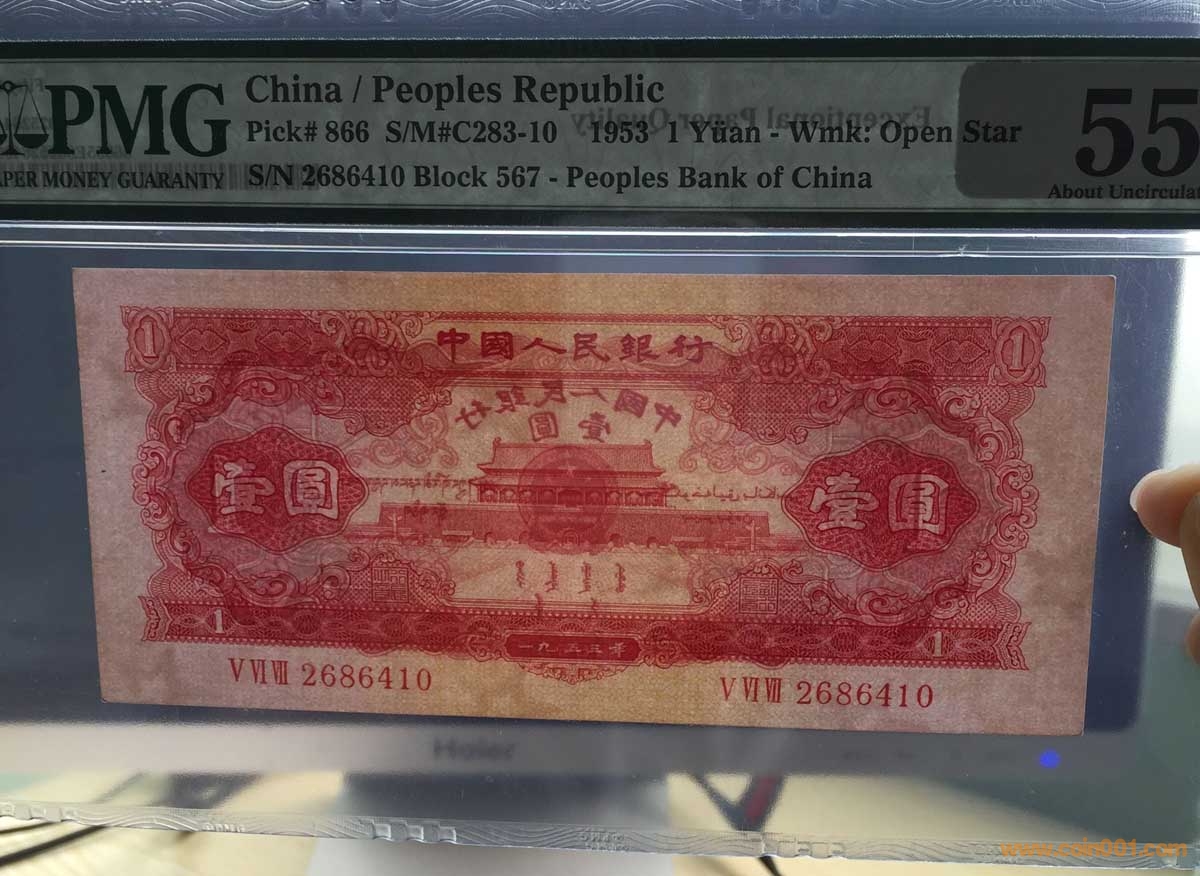 PMG
PAPER MONEY GUARANTY
China / Peoples Republic
Pick# 866 S/M#C283-10 1953 1 Yüan - Wmk: Open Star
S/N 2686410 Block 567 - Peoples Bank of China
55
About Uncirculat
Exceptional Paper Quality
1
中國人民銀行
1
中國人民銀行
壹圓
壹圓
壹圓
1
一九五三年
1
V VI VII 2686410
V VI VII 2686410
Haier
www.coin001.com